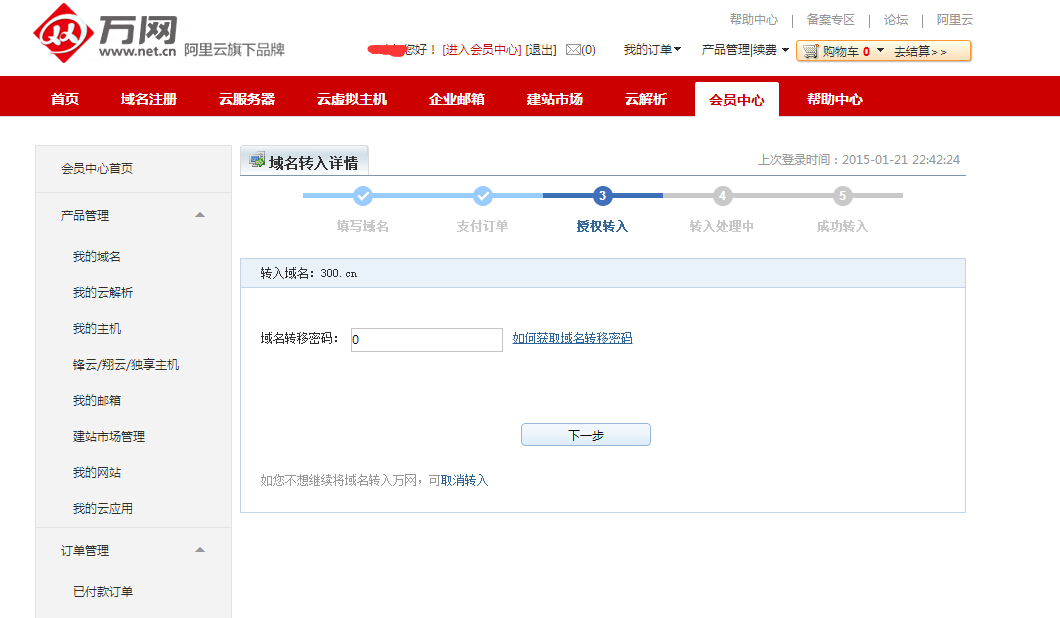 帮助中心 | 备案专区 | 论坛 | 阿里云
万网
www.net.cn 阿里云旗下品牌
您好！ [进入会员中心] [退出] (0) 我的订单 产品管理|续费 购物车 0 去结算>>
首页 域名注册 云服务器 云虚拟主机 企业邮箱 建站市场 云解析 会员中心 帮助中心
会员中心首页
产品管理
我的域名
我的云解析
我的主机
锋云/翔云/独享主机
我的邮箱
建站市场管理
我的网站
我的云应用
订单管理
已付款订单
域名转入详情 上次登录时间：2015-01-21 22:42:24
3 4 5
填写域名 支付订单 授权转入 转入处理中 成功转入
转入域名：300.cn
域名转移密码： 0 如何获取域名转移密码
下一步
如您不想继续将域名转入万网，可取消转入